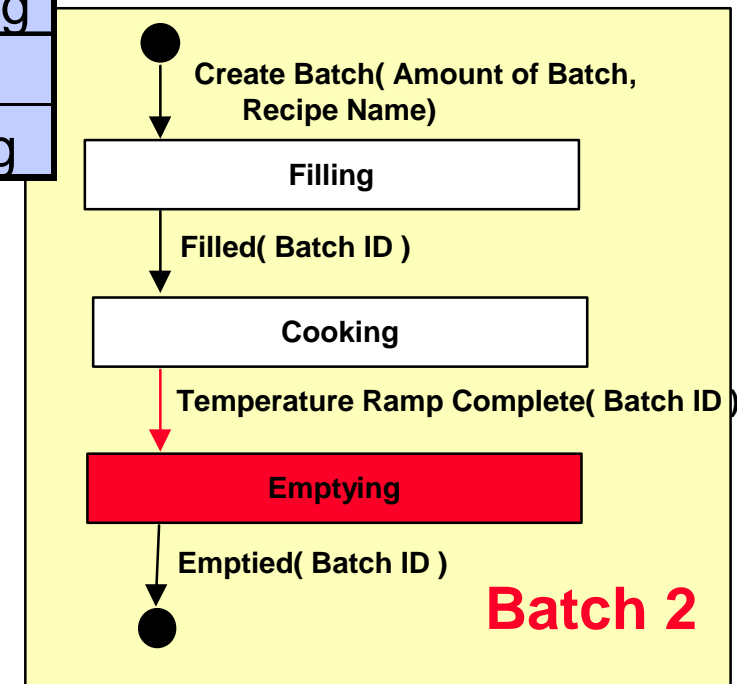 g
g
Create Batch( Amount of Batch,
Recipe Name)
Filling
Filled( Batch ID )
Cooking
Temperature Ramp Complete( Batch ID )
Emptying
Emptied( Batch ID )
Batch 2